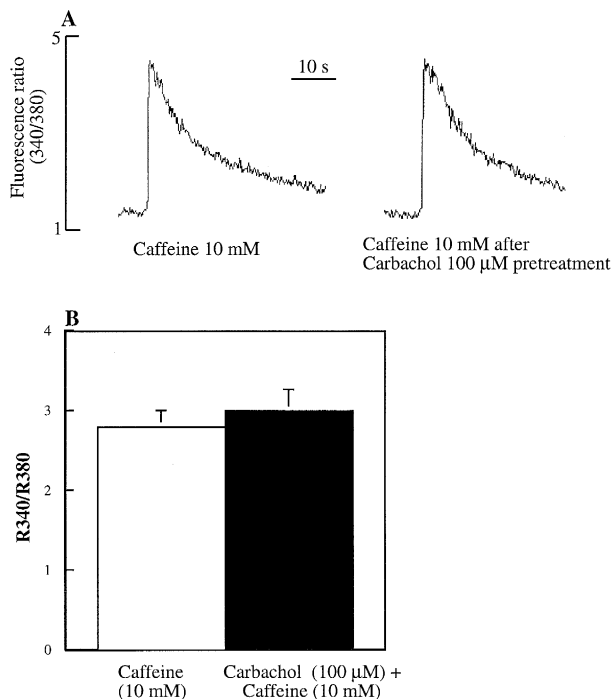 A
5
10 s
Fluorescence ratio
(340/380)
1
Caffeine 10 mM
Caffeine 10 mM after
Carbachol 100 μM pretreatment
B
4
3
2
1
0
R340/R380
Caffeine
(10 mM)
Carbachol (100 μM) +
Caffeine (10 mM)